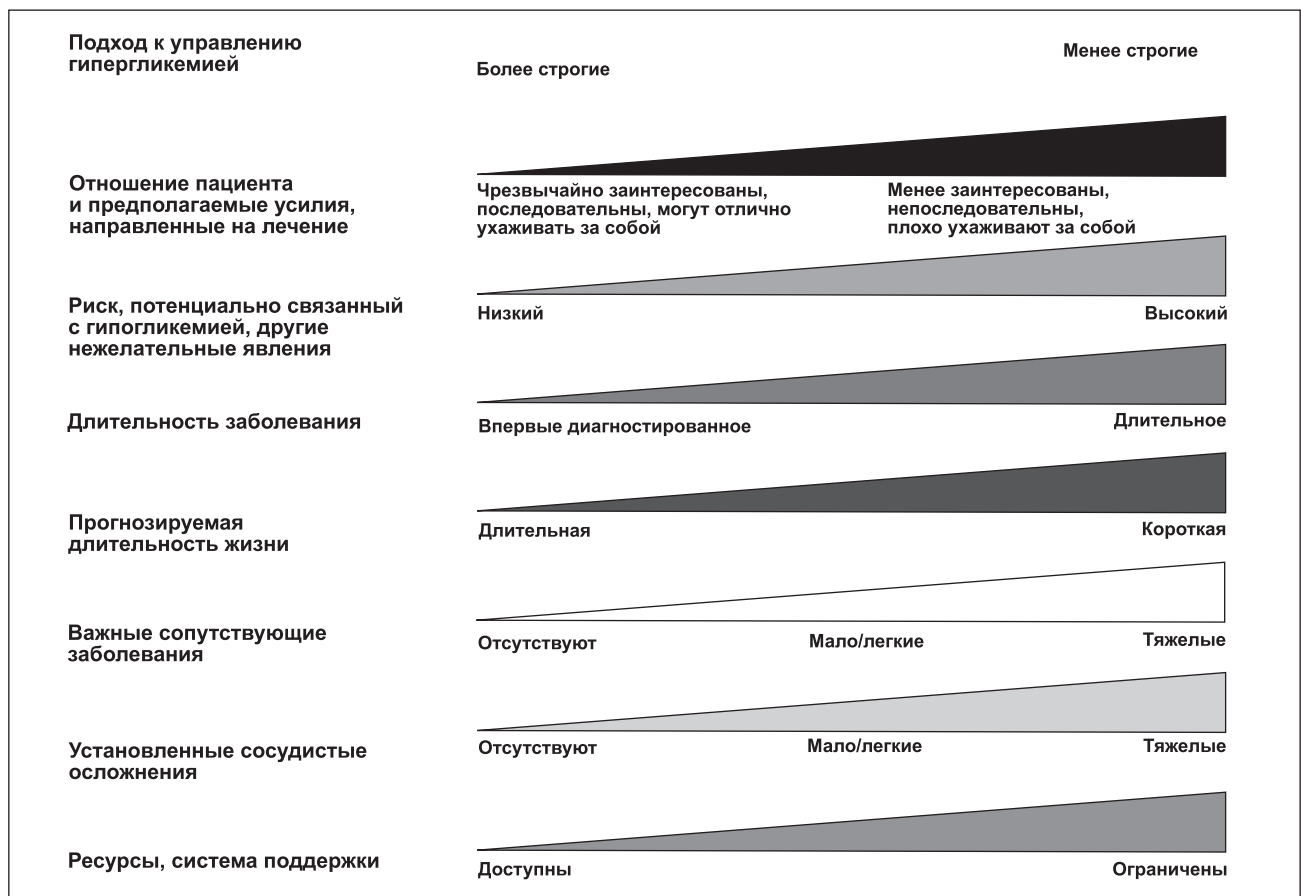 Подход к управлению
гипергликемией
Более строгие
Менее строгие
Отношение пациента
и предполагаемые усилия,
направленные на лечение
Чрезвычайно заинтересованы,
последовательны, могут отлично
ухаживать за собой
Менее заинтересованы,
непоследовательны,
плохо ухаживают за собой
Риск, потенциально связанный
с гипогликемией, другие
нежелательные явления
Низкий
Высокий
Длительность заболевания
Впервые диагностированное
Длительное
Прогнозируемая
длительность жизни
Длительная
Короткая
Важные сопутствующие
заболевания
Отсутствуют
Мало/легкие
Тяжелые
Установленные сосудистые
осложнения
Отсутствуют
Мало/легкие
Тяжелые
Ресурсы, система поддержки
Доступны
Ограничены